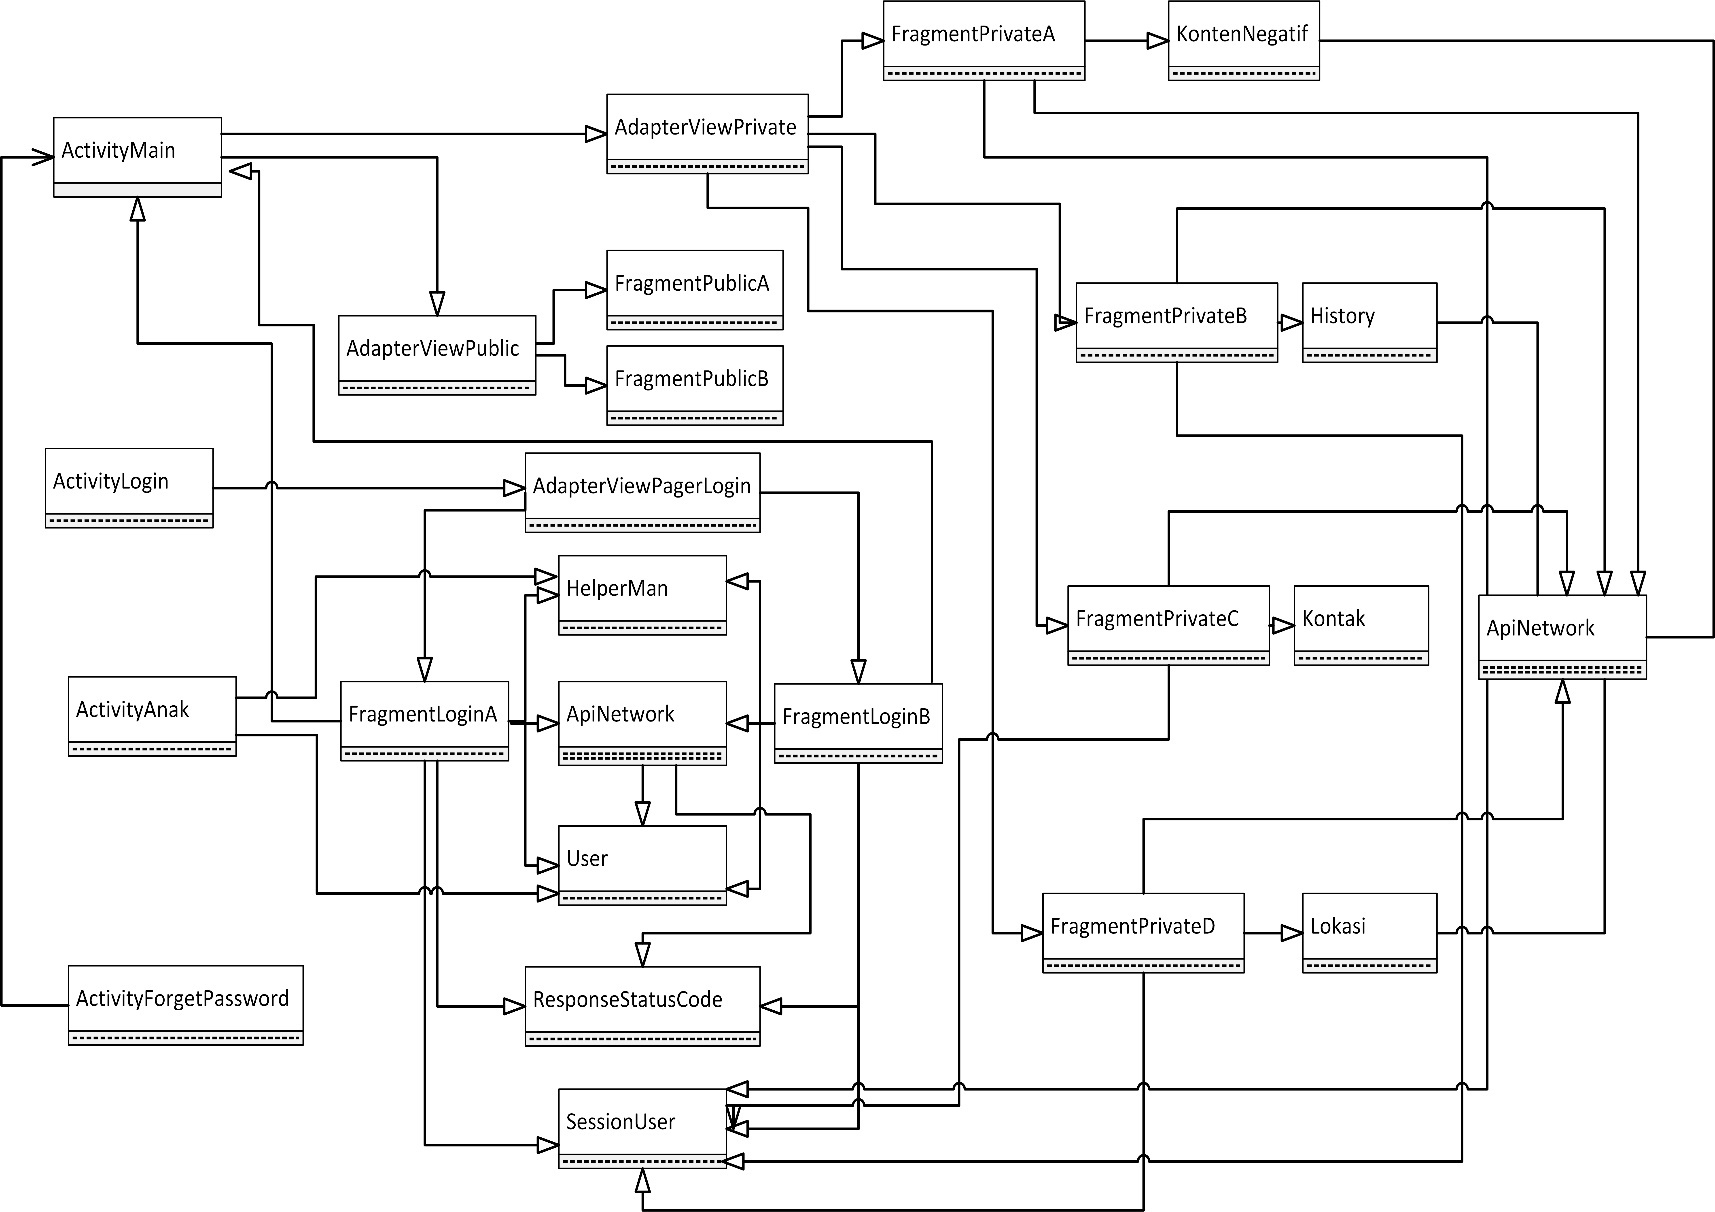 FragmentPrivateA
KontenNegatif
AdapterViewPrivate
ActivityMain
FragmentPublicA
FragmentPrivateB
History
AdapterViewPublic
FragmentPublicB
ActivityLogin
AdapterViewPagerLogin
HelperMan
FragmentPrivateC
Kontak
ApiNetwork
ActivityAnak
FragmentLoginA
ApiNetwork
FragmentLoginB
User
FragmentPrivateD
Lokasi
ActivityForgetPassword
ResponseStatusCode
SessionUser